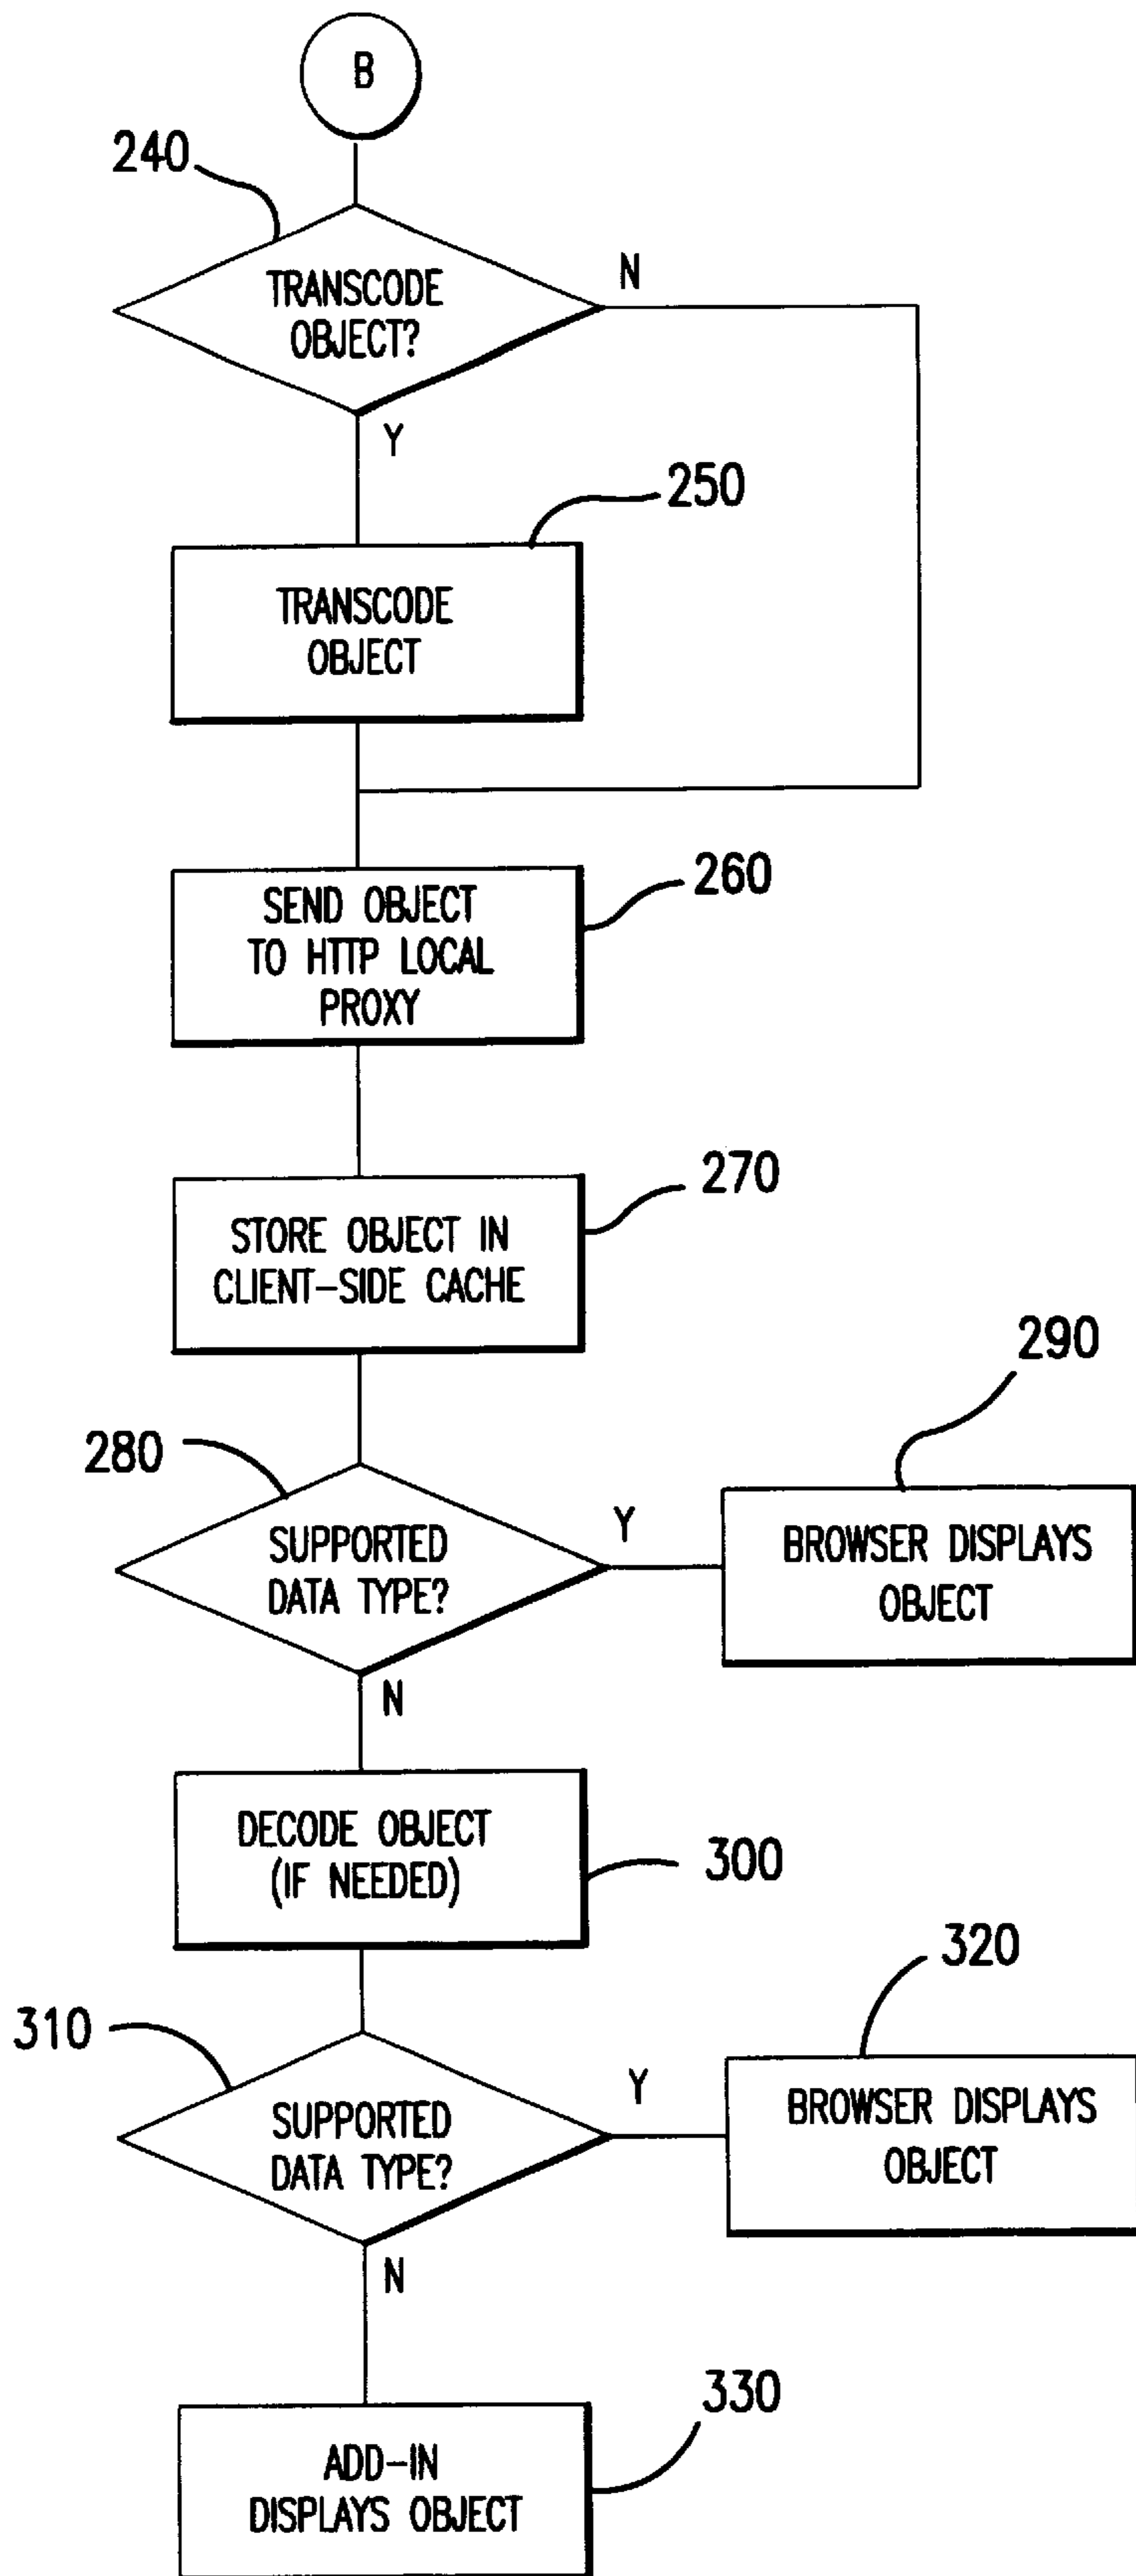 B
240
TRANSCODE
OBJECT?
N
Y
250
TRANSCODE
OBJECT
260
SEND OBJECT
TO HTTP LOCAL
PROXY
270
STORE OBJECT IN
CLIENT-SIDE CACHE
290
280
SUPPORTED
DATA TYPE?
Y
BROWSER DISPLAYS
OBJECT
N
DECODE OBJECT
(IF NEEDED)
300
320
310
SUPPORTED
DATA TYPE?
Y
BROWSER DISPLAYS
OBJECT
N
330
ADD-IN
DISPLAYS OBJECT